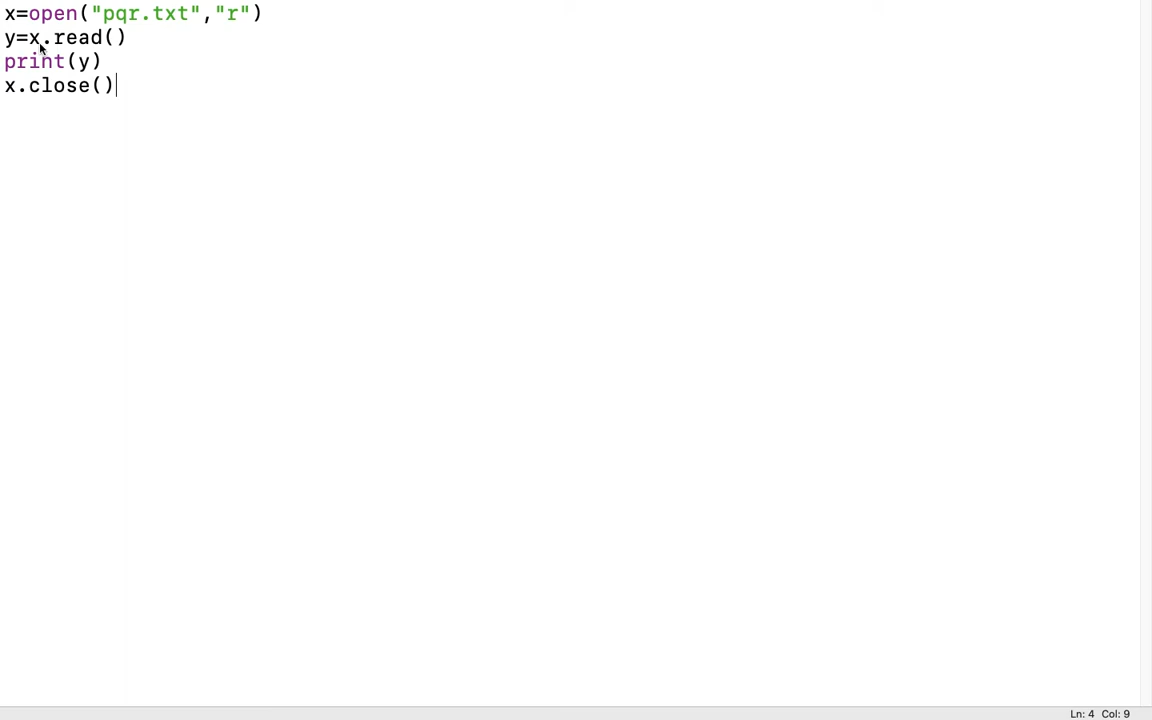 x=open("pqr.txt","r")
y=x.read()
print(y)
x.close()
Ln: 4  Col: 9